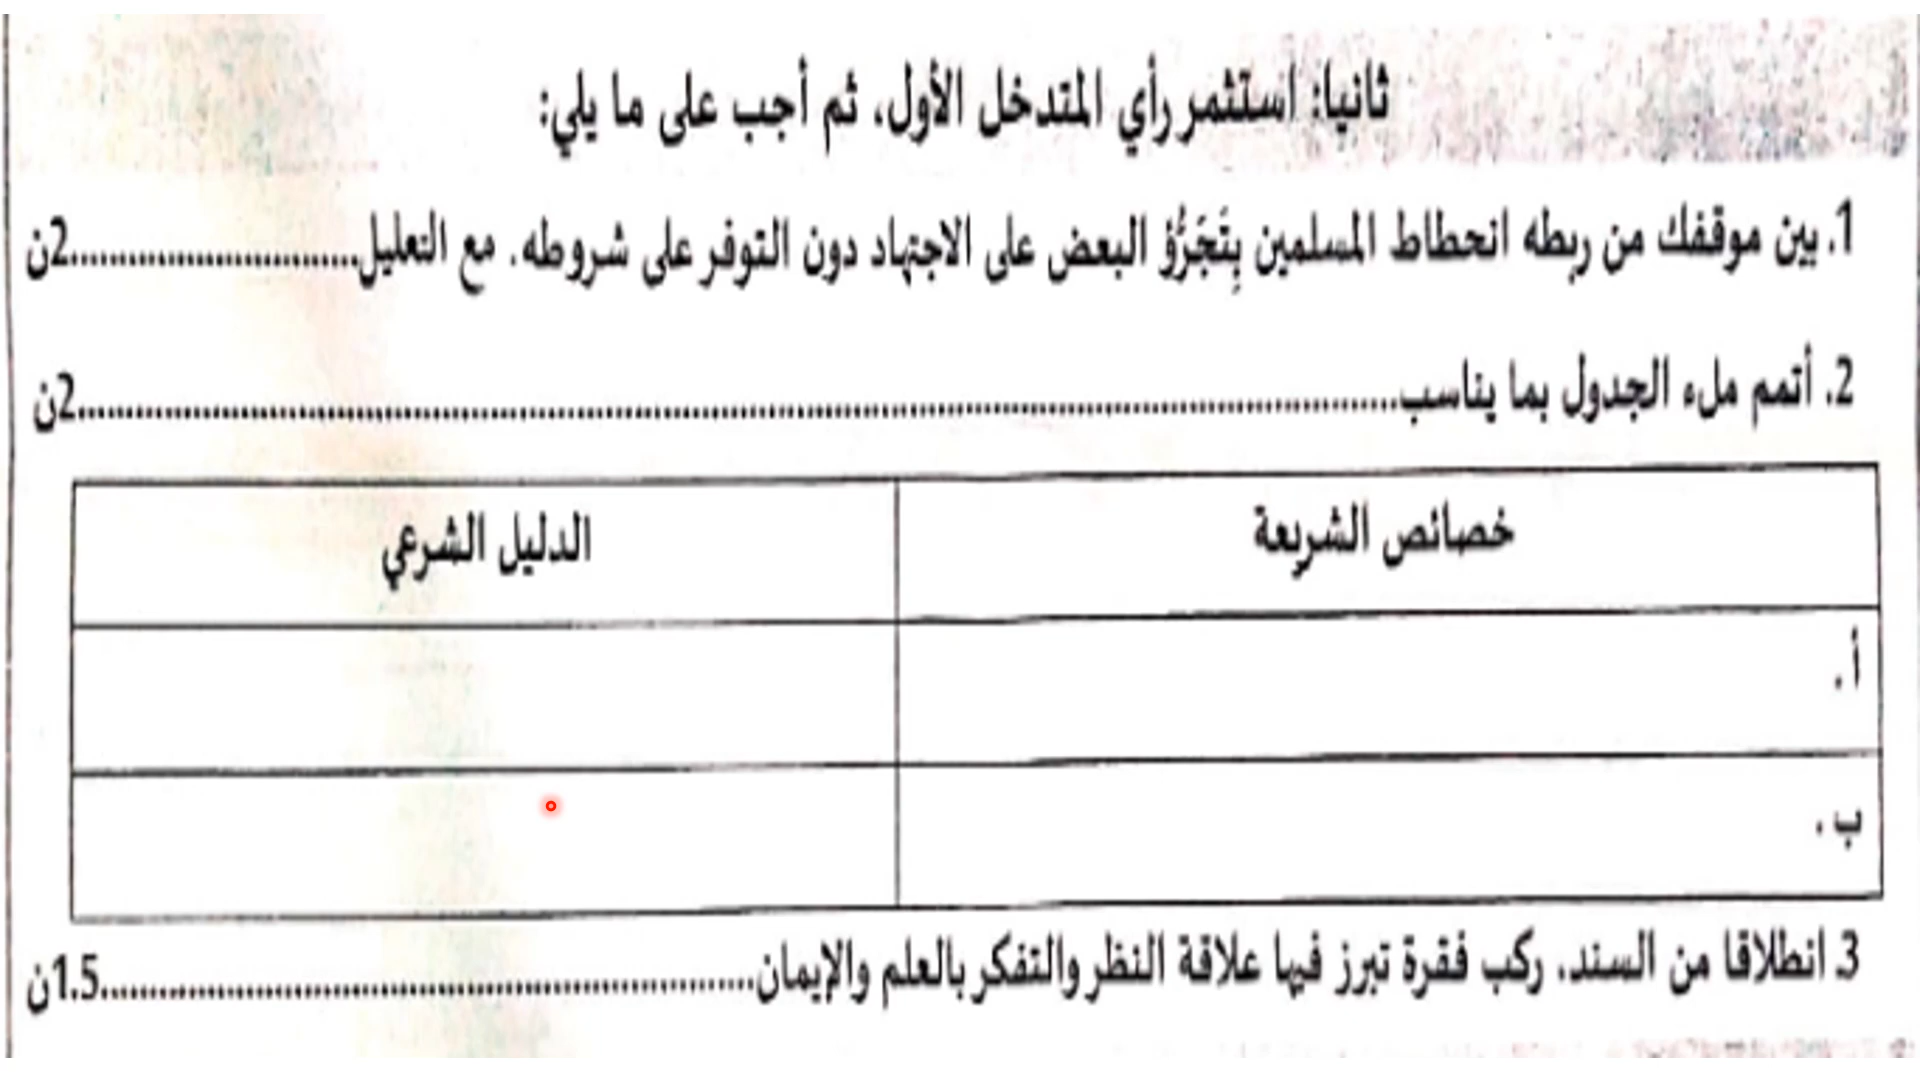 ثانيا: استثمر رأي المتدخل الأول، ثم أجب على ما يلي:
1. بين موقفك من ربطه انحطاط المسلمين بِتَجَرُّؤ البعض على الاجتهاد دون التوفر على شروطه. مع التعليل..............................2ن
2. أتمم ملء الجدول بما يناسب..............................2ن
خصائص الشريعة	الدليل الشرعي
أ.
ب.
3. انطلاقا من السند، ركب فقرة تبرز فيها علاقة النظر والتفكر بالعلم والإيمان..............................1.5ن